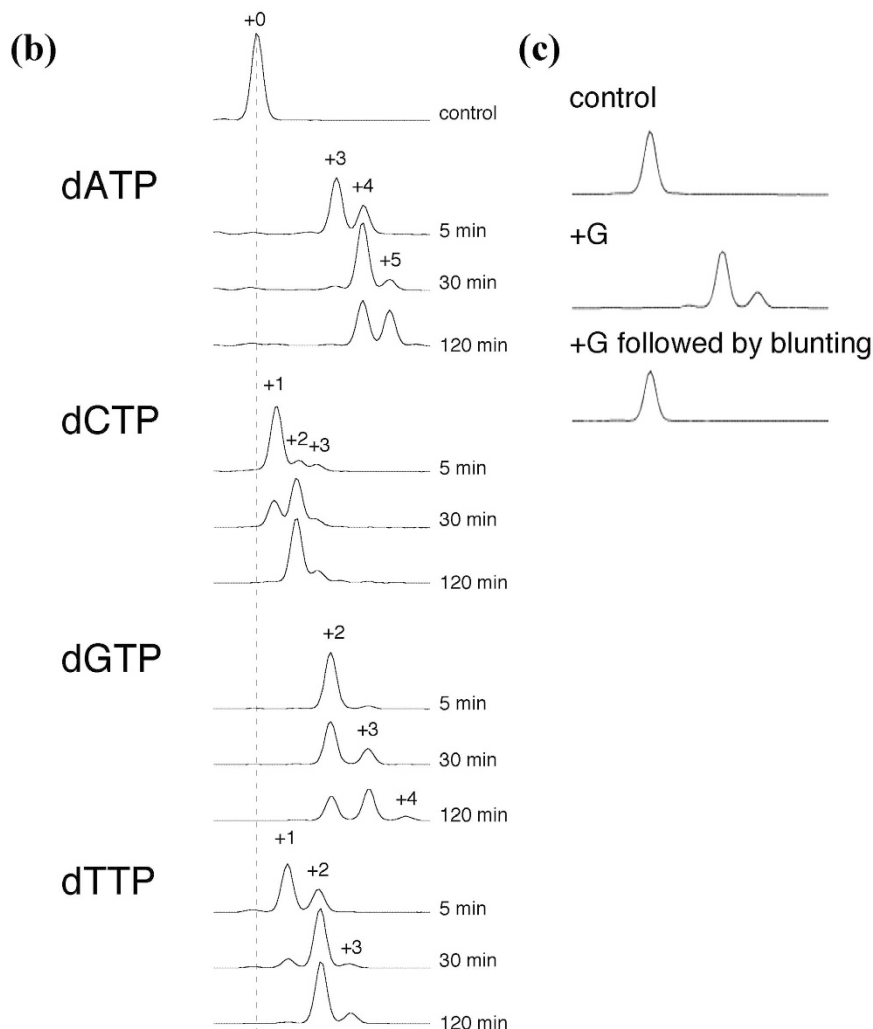 (b)
+0
control
dATP
+3
+4
5 min
+5
30 min
120 min
dCTP
+1
+2 +3
5 min
30 min
120 min
dGTP
+2
5 min
+3
30 min
+4
120 min
dTTP
+1
+2
5 min
+3
30 min
120 min
(c)
control
+G
+G followed by blunting